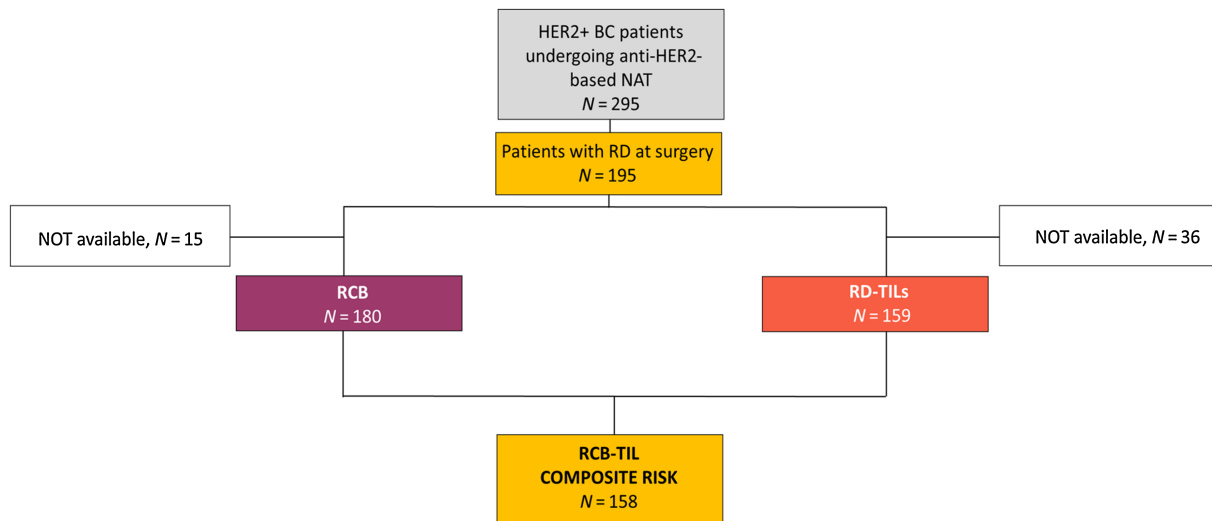 HER2+ BC patients
undergoing anti-HER2-
based NAT
N = 295
Patients with RD at surgery
N = 195
NOT available, N = 15
NOT available, N = 36
RCB
N = 180
RD-TILs
N = 159
RCB-TIL
COMPOSITE RISK
N = 158